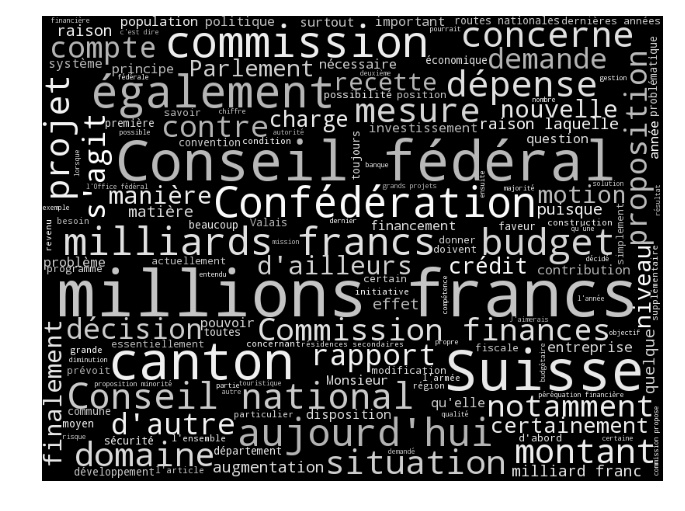 financière
raison
population
politique
surtout
important
routes nationales
dernières années
c'est dire
pourrait
compte
commission
concerne
système
fédérale
principe
Parlement
nécessaire
deuxième
économique
demande
problématique
également
recette
possibilité
position
dépense
gestion
projet
savoir
chiffre
mesure
nombre
nouvelle
première
possible
contre
charge
investissement
raison laquelle
année
s'agit
convention
condition
autorité
toujours
question
proposition
lorsque
Conseil fédéral
banque
l'Office fédéral
manière
grands projets
ensuite
majorité
solution
résultat
exemple
matière
Confédération
motion
puisque
besoin
beaucoup
Valais
dernier
financement
faveur
construction
qu'une
revenu
milliards francs
mission
donner
doivent
budget
décidé
simplement
problème
programme
actuellement
d'ailleurs
certain
crédit
contribution
niveau
supplémentaire
entendu
initiative
effet
compétence
l'année
millions francs
décision
pouvoir
toutes
Commission finances
J'aimerais
objectif
essentiellement
concernant
résidences secondaires
propre
fiscale
entreprise
quelque
finalement
grande
diminution
prévoit
canton
rapport
modification
l'armée
région
Suisse
budgétaire
proposition minorité
partie
autre
touristique
Monsieur
péréquation financière
commune
Conseil national
particulier
disposition
qu'elle
qualité
notamment
moyen
risque
d'autre
certainement
sécurité
l'ensemble
aujourd'hui
d'abord
certaine
commission propose
domaine
département
demandé
situation
montant
développement
l'article
augmentation
milliard franc